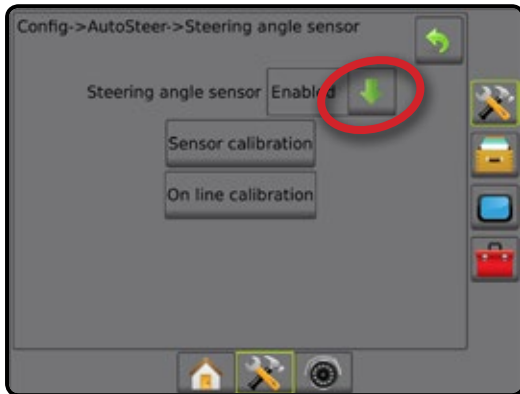 Config->AutoSteer->Steering angle sensor
Steering angle sensor Enabled
Sensor calibration
On line calibration